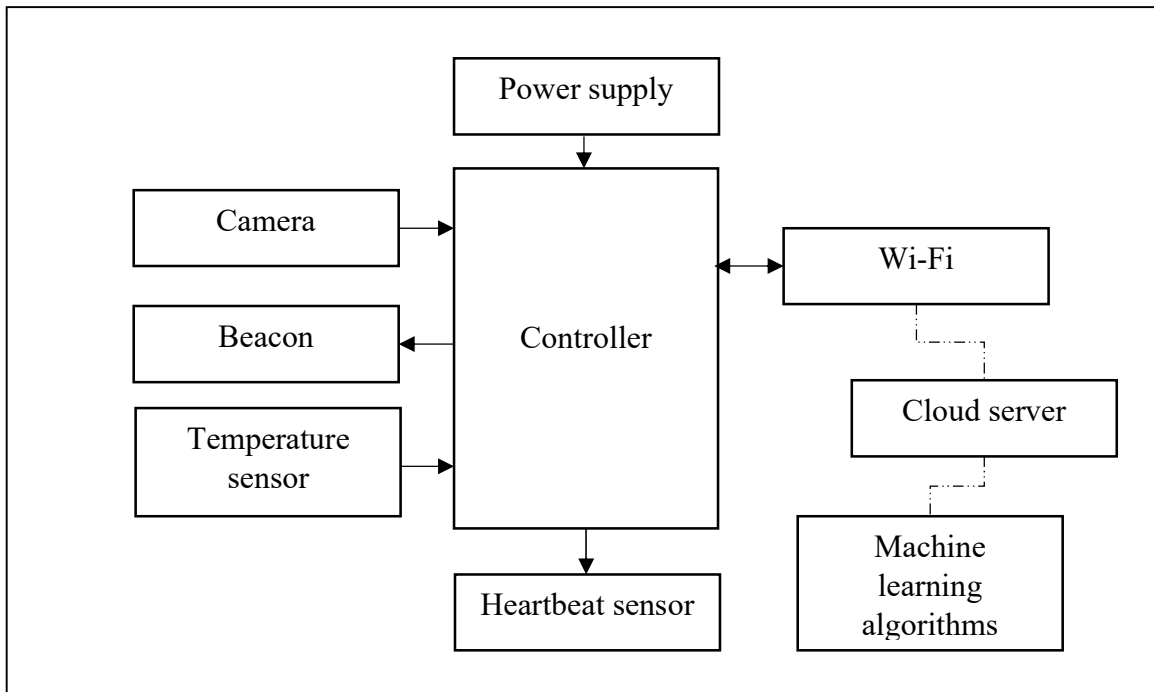 Power supply
Camera
Wi-Fi
Beacon
Controller
Cloud server
Temperature
sensor
Machine
learning
algorithms
Heartbeat sensor